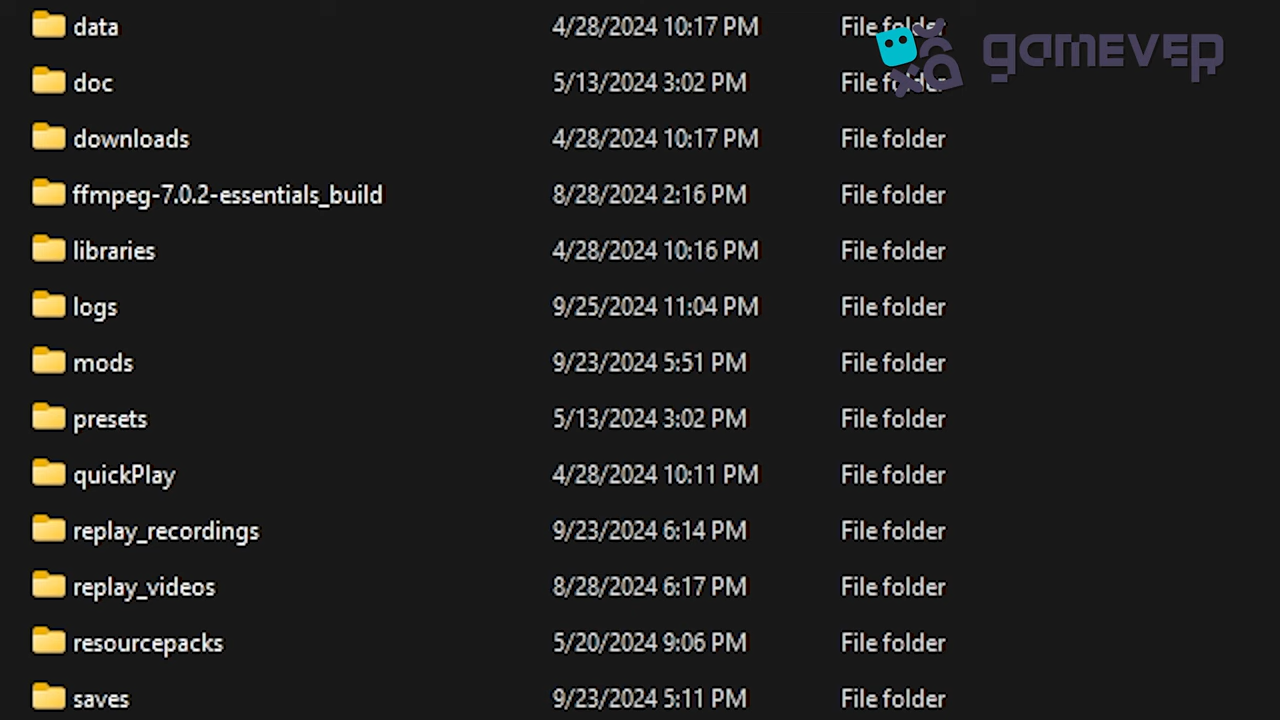 data 4/28/2024 10:17 PM File folder
gamever
doc 5/13/2024 3:02 PM File folder
downloads 4/28/2024 10:17 PM File folder
ffmpeg-7.0.2-essentials_build 8/28/2024 2:16 PM File folder
libraries 4/28/2024 10:16 PM File folder
logs 9/25/2024 11:04 PM File folder
mods 9/23/2024 5:51 PM File folder
presets 5/13/2024 3:02 PM File folder
quickPlay 4/28/2024 10:11 PM File folder
replay_recordings 9/23/2024 6:14 PM File folder
replay_videos 8/28/2024 6:17 PM File folder
resourcepacks 5/20/2024 9:06 PM File folder
saves 9/23/2024 5:11 PM File folder